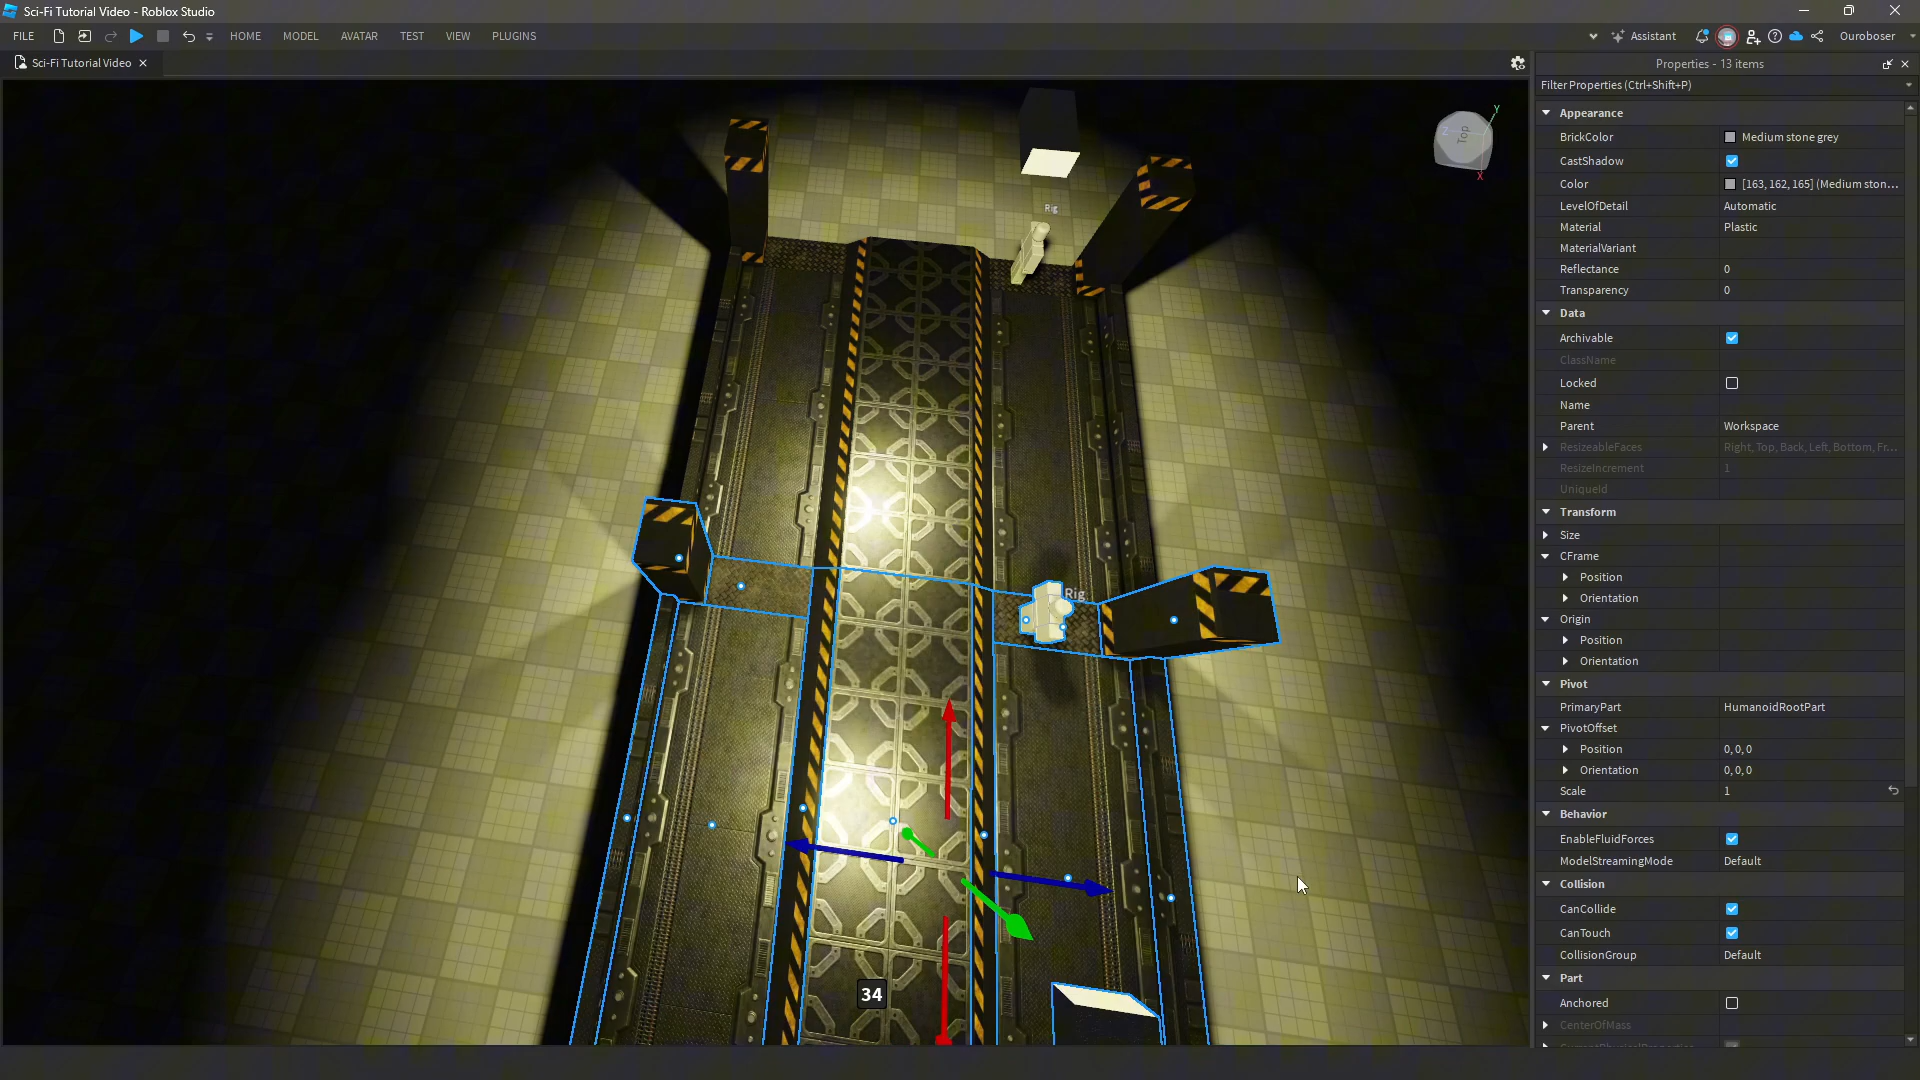 Sci-Fi Tutorial Video - Roblox Studio
FILE HOME MODEL AVATAR TEST VIEW PLUGINS Assistant Ouroboser
Sci-Fi Tutorial Video
Properties - 13 items
Filter Properties (Ctrl+Shift+P)
Appearance
BrickColor Medium stone grey
CastShadow
Color [163, 162, 165] (Medium ston...
LevelOfDetail Automatic
Material Plastic
MaterialVariant
Reflectance 0
Transparency 0
Data
Archivable
ClassName
Locked
Name
Parent Workspace
ResizeableFaces Right, Top, Back, Left, Bottom, Fr...
ResizeIncrement 1
UniqueId
Transform
Size
CFrame
Position
Orientation
Origin
Position
Orientation
Pivot
PrimaryPart HumanoidRootPart
PivotOffset
Position 0, 0, 0
Orientation 0, 0, 0
Scale 1
Behavior
EnableFluidForces
ModelStreamingMode Default
Collision
CanCollide
CanTouch
CollisionGroup Default
Part
Anchored
CenterOfMass
Y
Z
Top
X
Rig
Rig
34